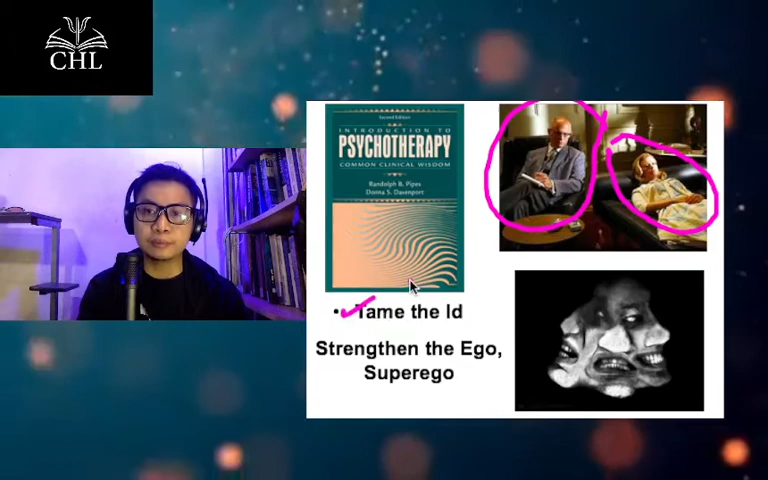 CHL
Second Edition
INTRODUCTION TO
PSYCHOTHERAPY
COMMON CLINICAL WISDOM
Randolph B. Pipes
Donna S. Davenport
• Tame the Id
Strengthen the Ego,
Superego